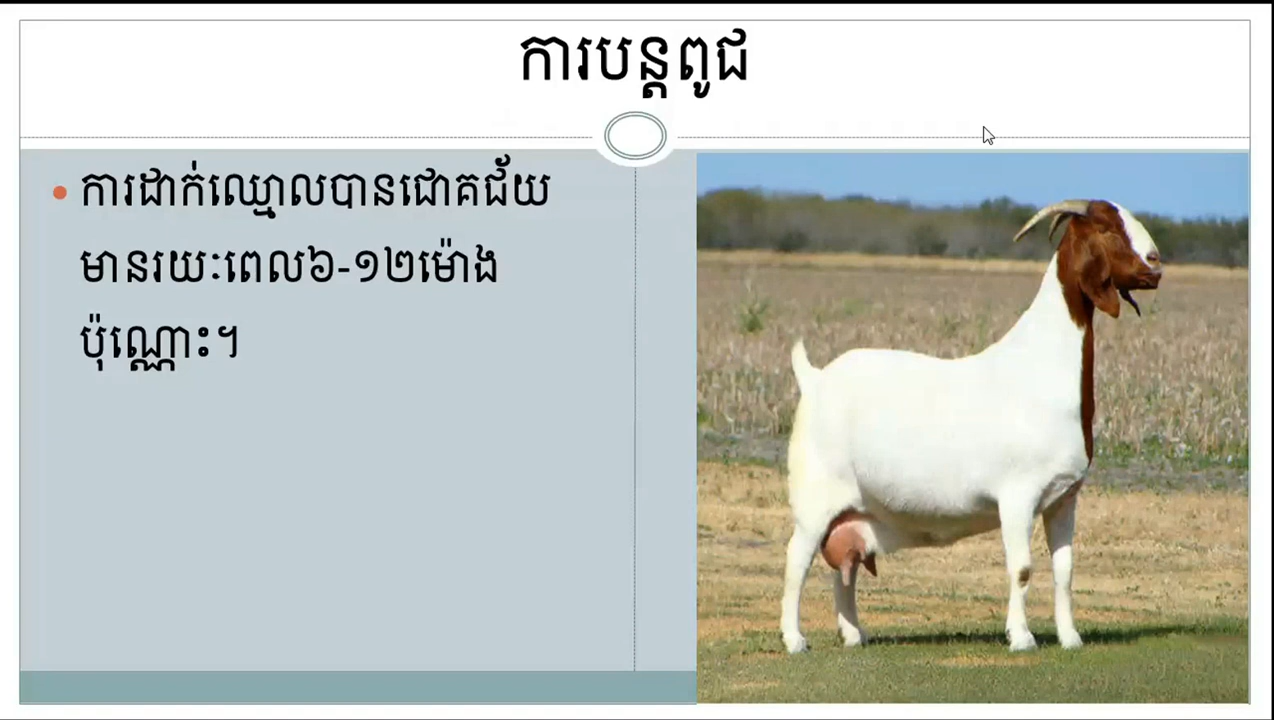 ការបន្តពូជ
ការដាក់ឈ្មោលបានជោគជ័យ
មានរយៈពេល៦-១២ម៉ោង
ប៉ុណ្ណោះ។